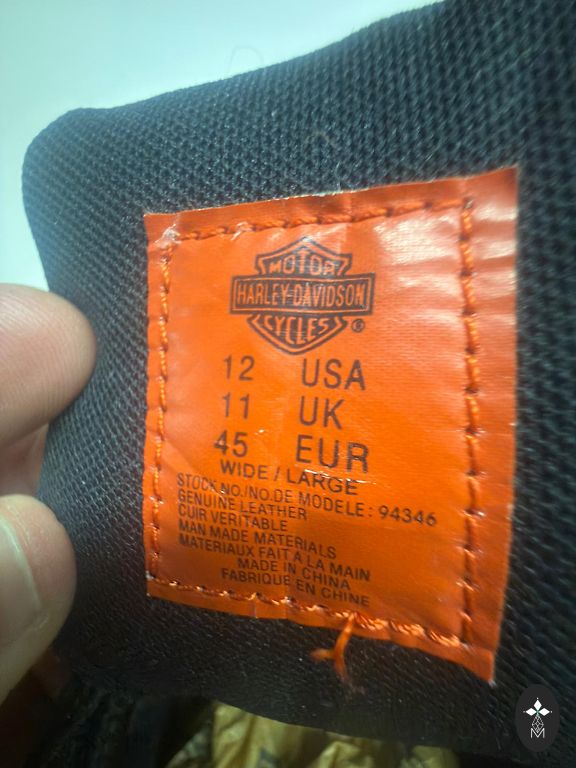 MOTOR
HARLEY-DAVIDSON
CYCLES ®
12 USA
11 UK
45 EUR
WIDE / LARGE
STOCK NO./NO.DE MODELE: 94346
GENUINE LEATHER
CUIR VERITABLE
MAN MADE MATERIALS
MATERIAUX FAIT A LA MAIN
MADE IN CHINA
FABRIQUE EN CHINE
M